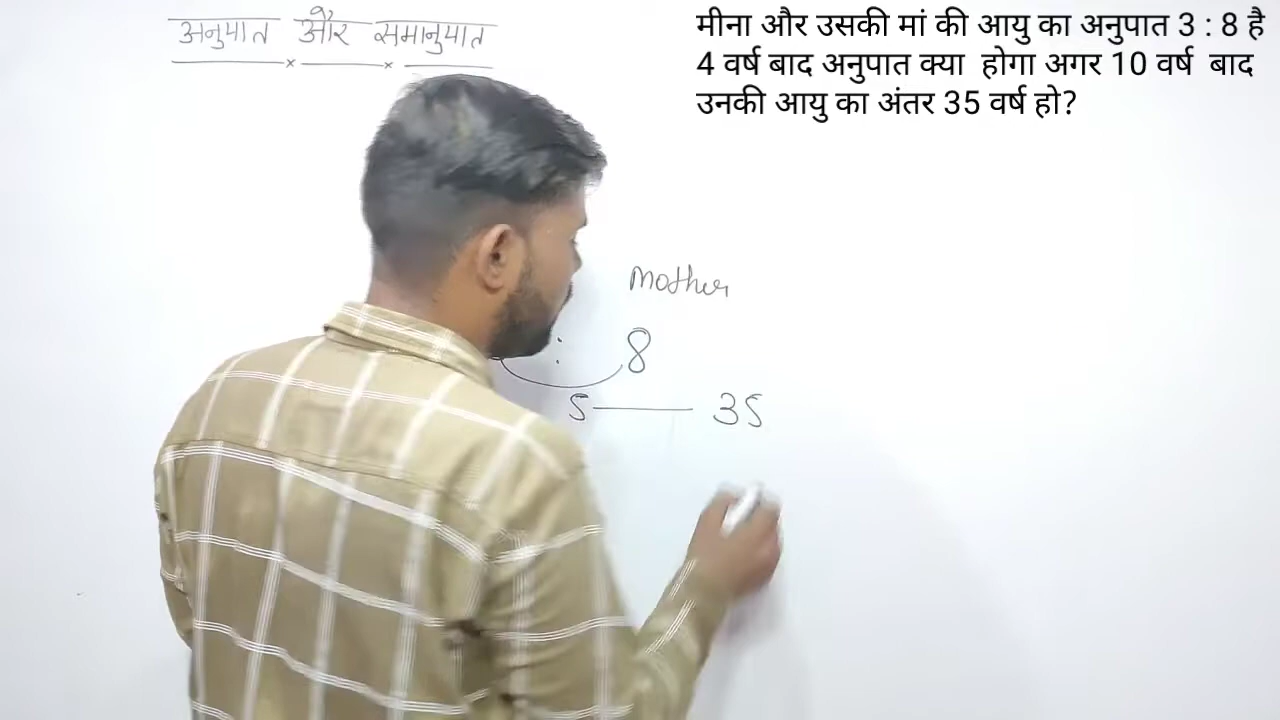 अनुपात और समानुपात
मीना और उसकी मां की आयु का अनुपात 3 : 8 है
4 वर्ष बाद अनुपात क्या होगा अगर 10 वर्ष बाद
उनकी आयु का अंतर 35 वर्ष हो?
Mother
: 8
5 — 35